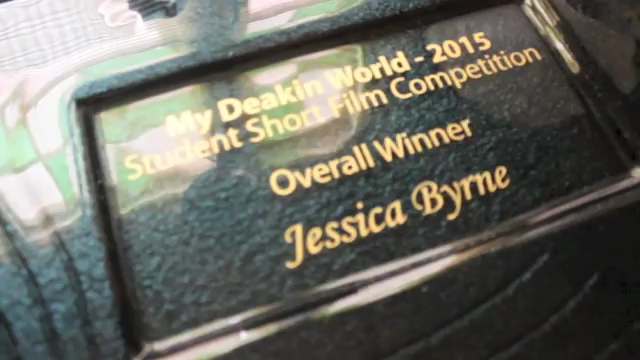 My Deakin World - 2015
Student Short Film Competition
Overall Winner
Jessica Byrne